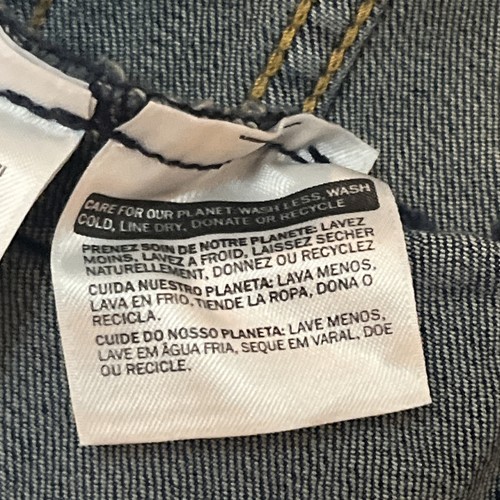 CARE FOR OUR PLANET: WASH LESS, WASH
COLD, LINE DRY, DONATE OR RECYCLE
PRENEZ SOIN DE NOTRE PLANETE: LAVEZ
MOINS, LAVEZ A FROID, LAISSEZ SECHER
NATURELLEMENT, DONNEZ OU RECYCLEZ
CUIDA NUESTRO PLANETA: LAVA MENOS,
LAVA EN FRIO, TIENDE LA ROPA, DONA O
RECICLA.
CUIDE DO NOSSO PLANETA: LAVE MENOS,
LAVE EM ÁGUA FRIA, SEQUE EM VARAL, DOE
OU RECICLE.